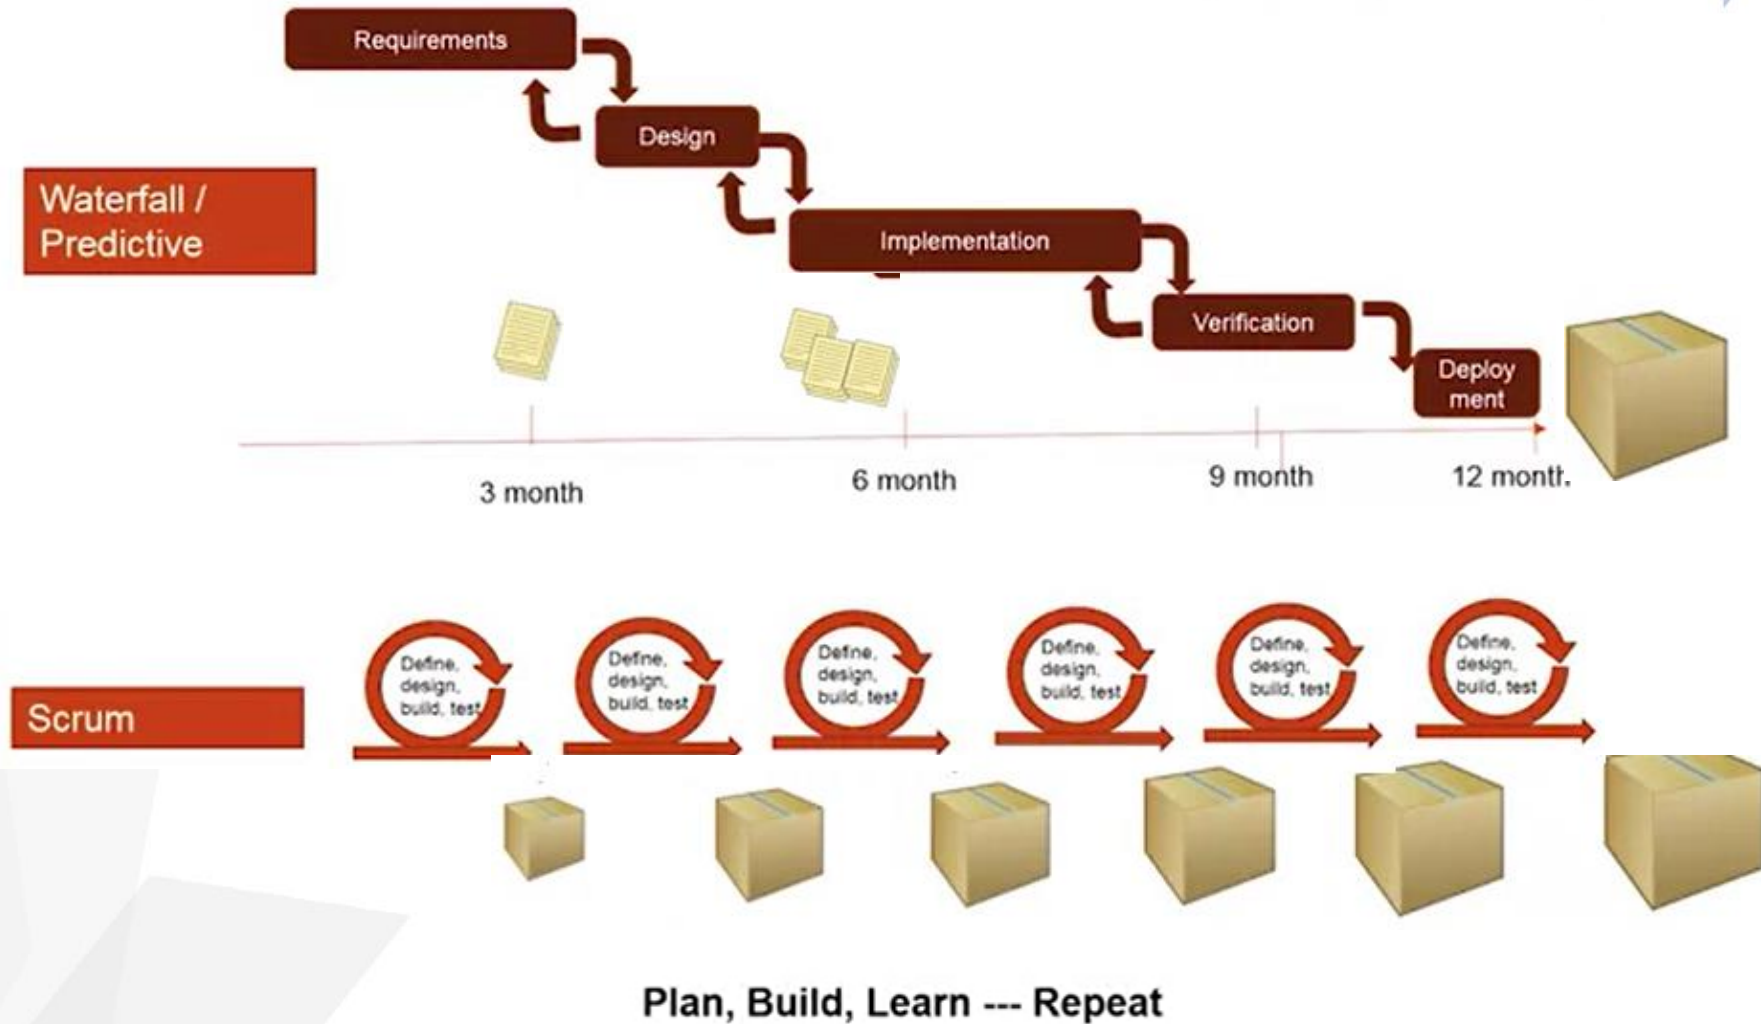 Requirements
Design
Waterfall /
Predictive
Implementation
Verification
Deploy
ment
3 month
6 month
9 month
12 month
Define,
design,
build, test
Define,
design,
build, test
Define,
design,
build, test
Define,
design,
build, test
Define,
design,
build, test
Define,
design,
build, test
Scrum
Plan, Build, Learn --- Repeat